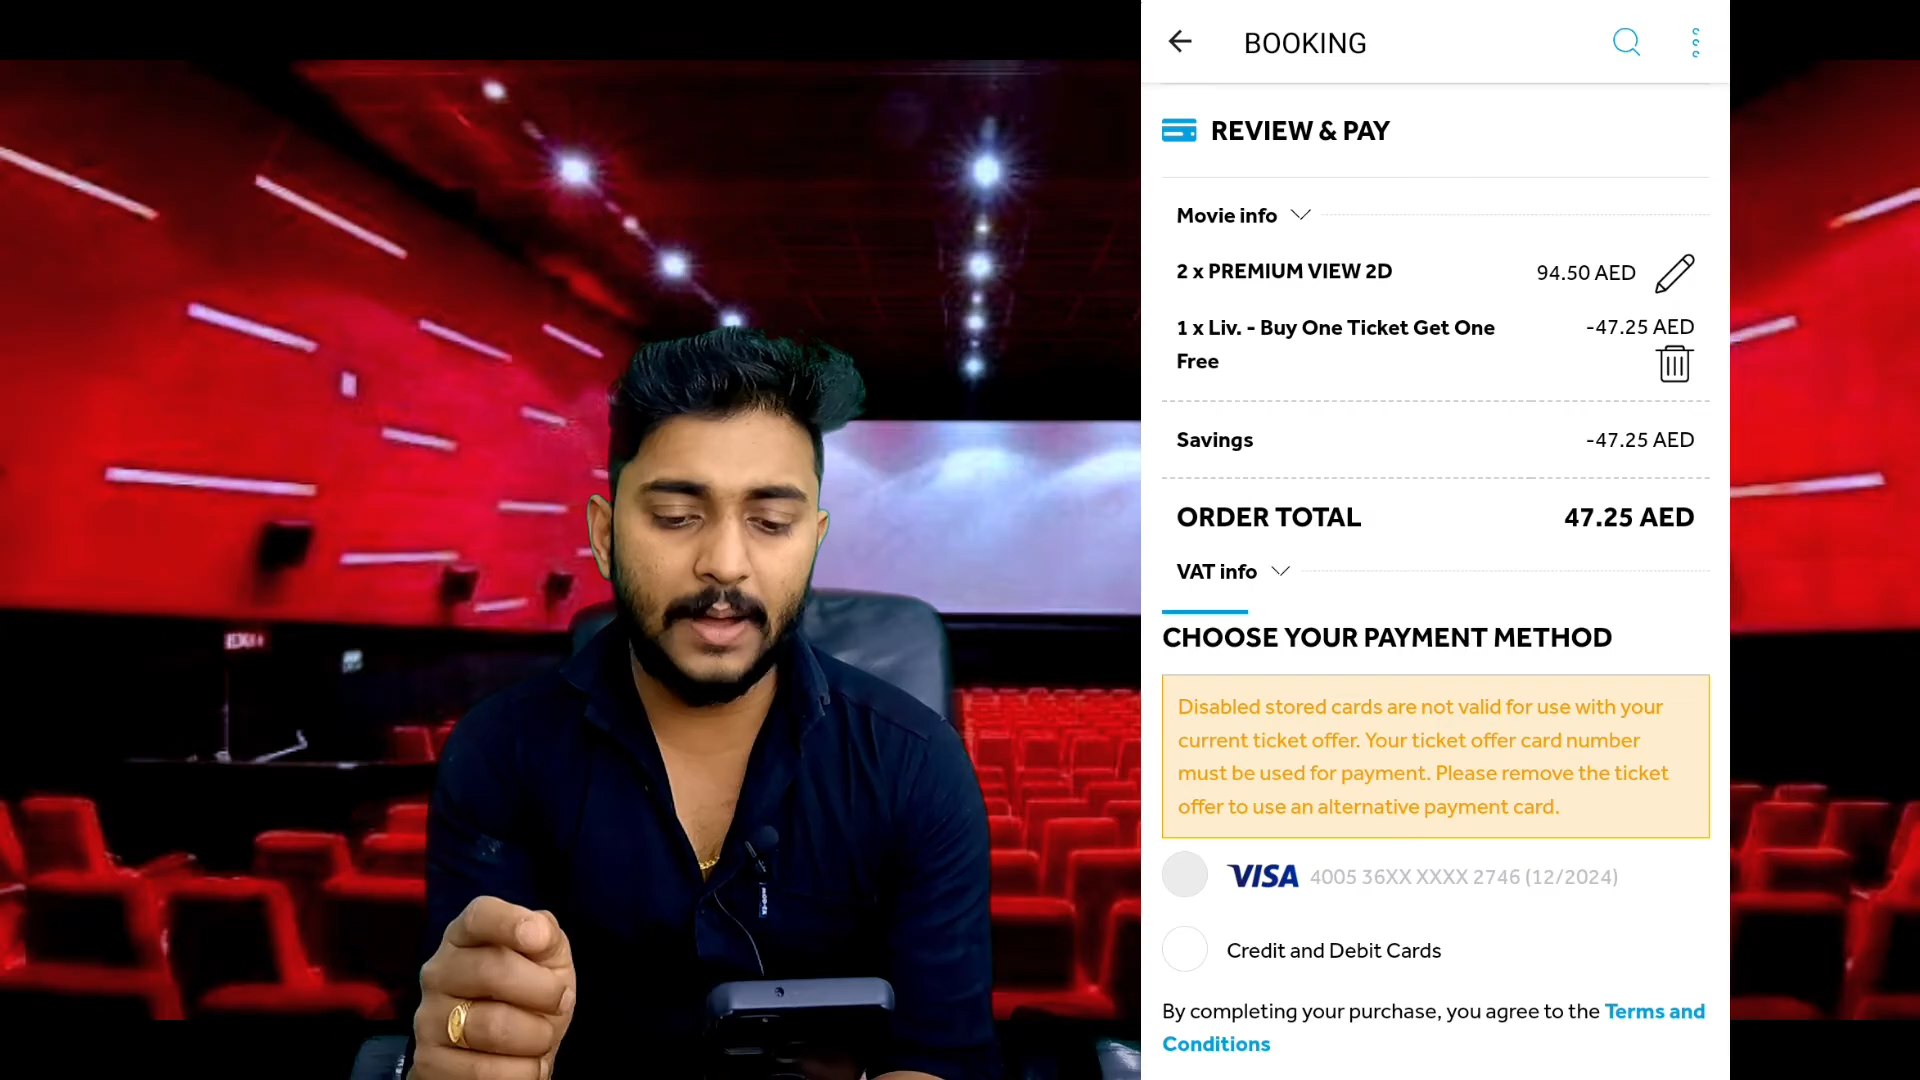 BOOKING
REVIEW & PAY
Movie info
2 x PREMIUM VIEW 2D 94.50 AED
1 x Liv. - Buy One Ticket Get One -47.25 AED
Free
Savings -47.25 AED
ORDER TOTAL 47.25 AED
VAT info
CHOOSE YOUR PAYMENT METHOD
Disabled stored cards are not valid for use with your
current ticket offer. Your ticket offer card number
must be used for payment. Please remove the ticket
offer to use an alternative payment card.
VISA 4005 36XX XXXX 2746 (12/2024)
Credit and Debit Cards
By completing your purchase, you agree to the Terms and
Conditions
EXIT